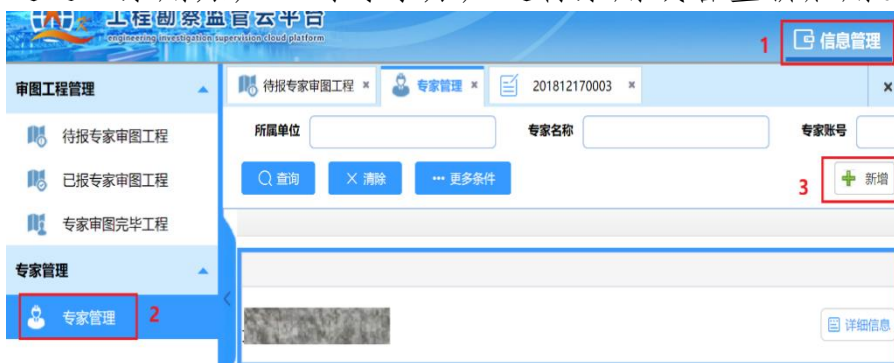 工程勘察监管云平台
engineering investigation supervision cloud platform
1 信息管理
审图工程管理
待报专家审图工程 × 专家管理 × 201812170003 × ×
待报专家审图工程
所属单位 专家名称 专家账号
已报专家审图工程
查询 清除 ••• 更多条件 3 新增
专家审图完毕工程
专家管理
专家管理 2
详细信息